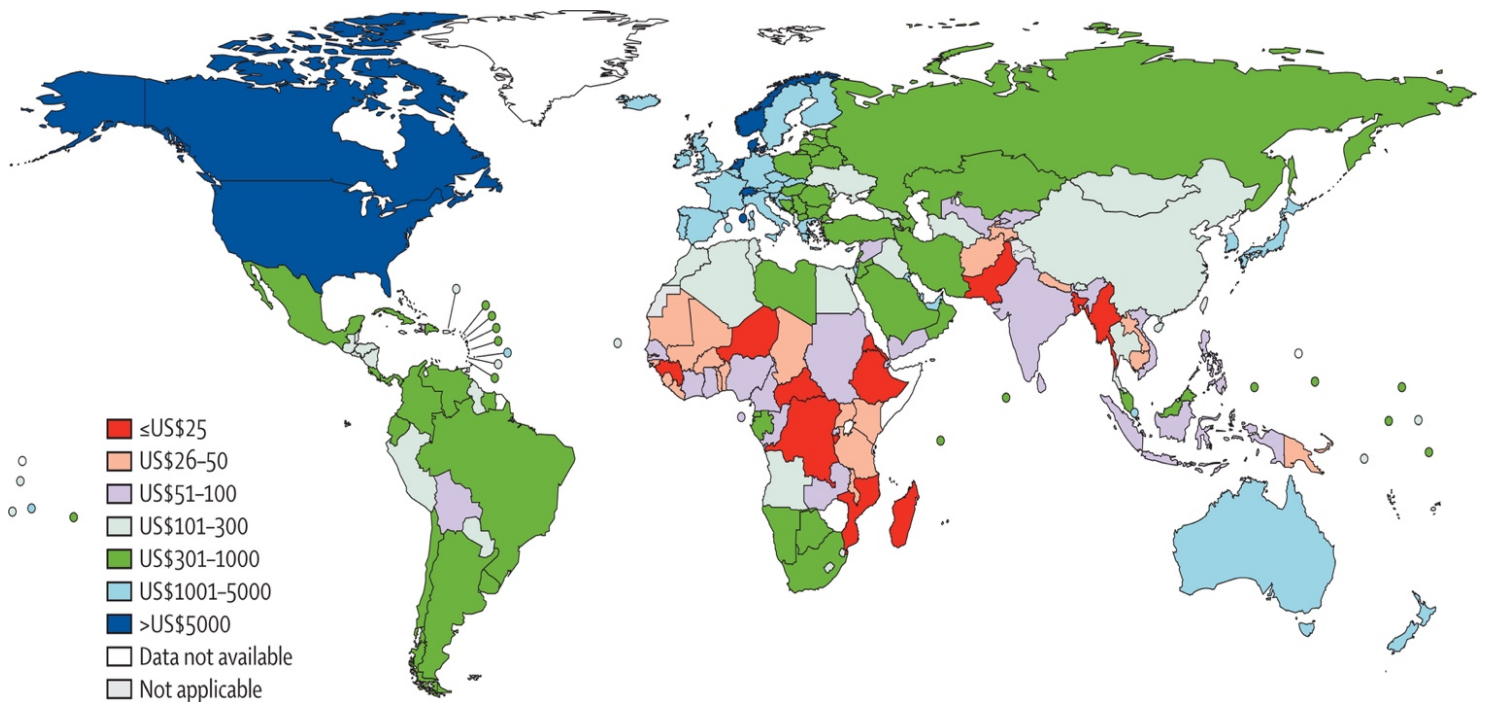 ≤US$25
US$26–50
US$51–100
US$101–300
US$301–1000
US$1001–5000
>US$5000
Data not available
Not applicable